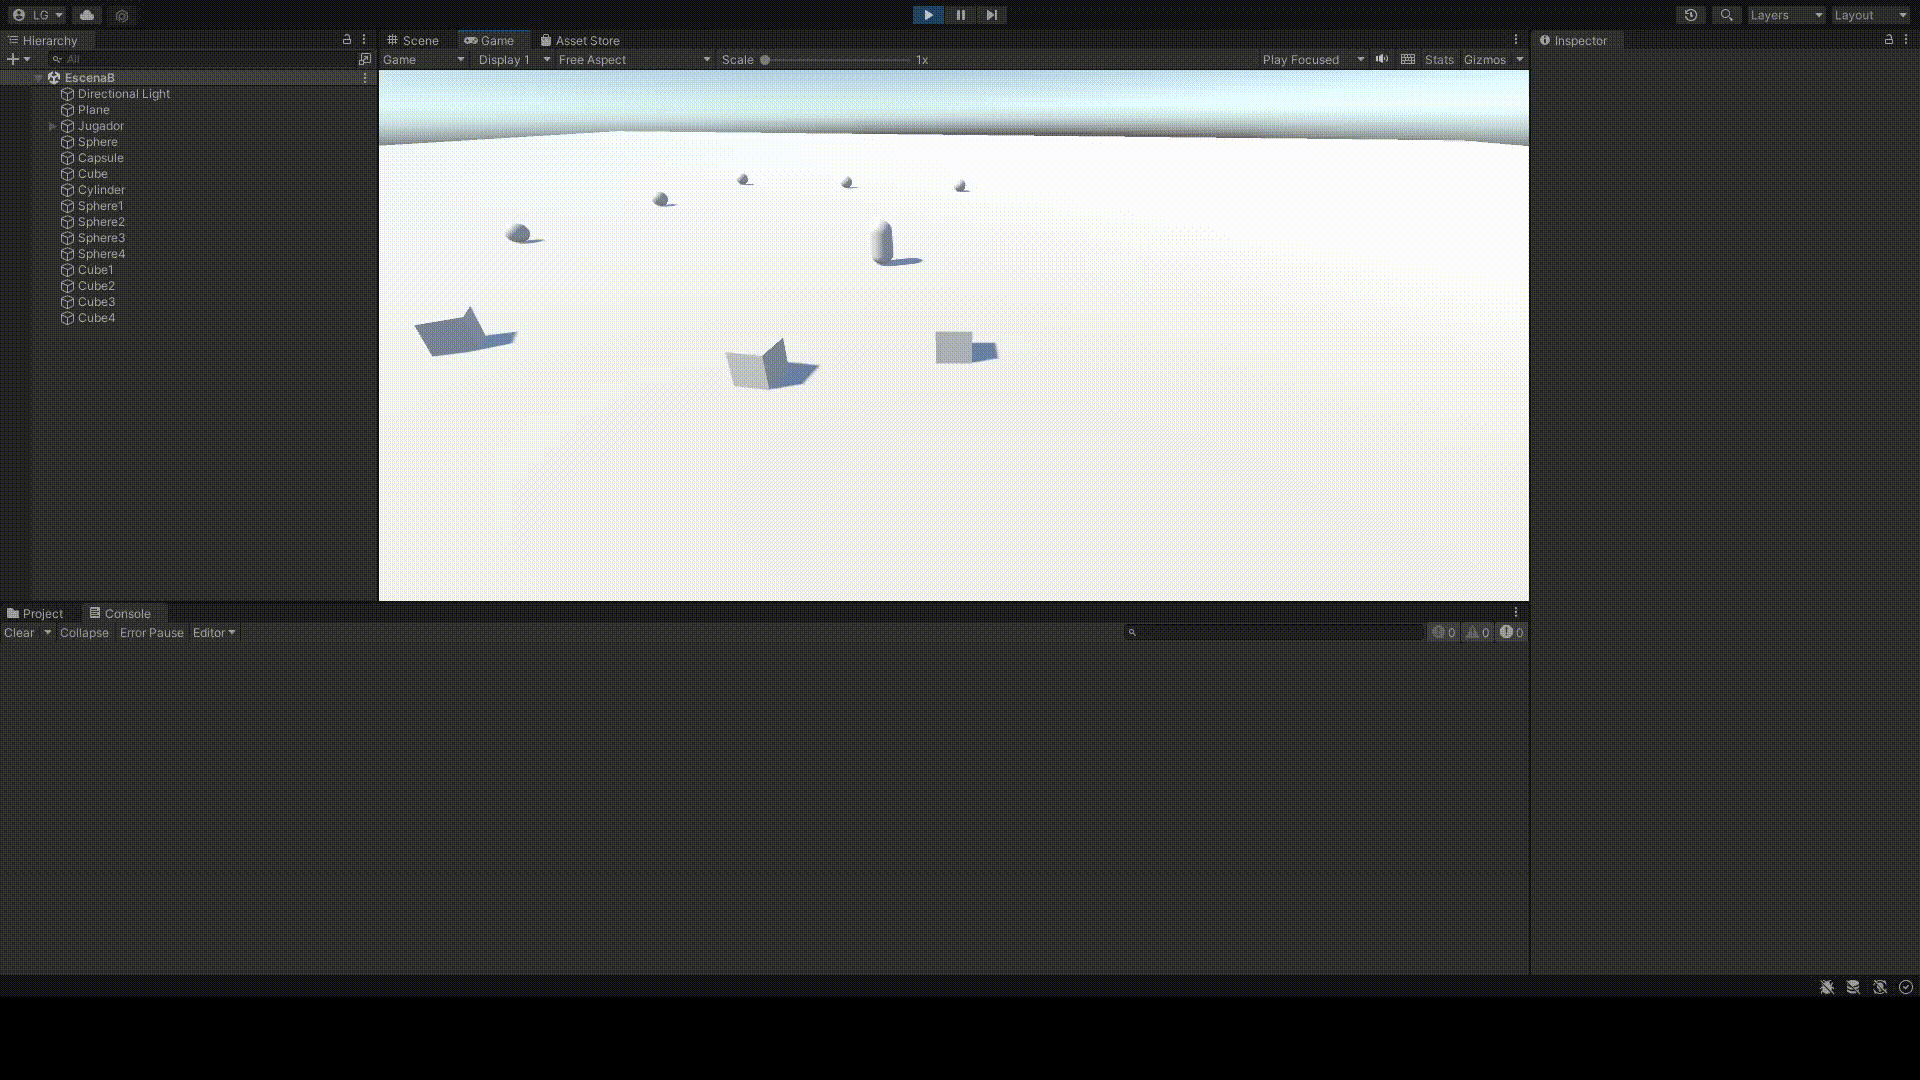 LG
Layers
Layout
Hierarchy
Scene
Game
Asset Store
Inspector
All
Game
Display 1
Free Aspect
Scale
1x
Play Focused
Stats
Gizmos
EscenaB
Directional Light
Plane
Jugador
Sphere
Capsule
Cube
Cylinder
Sphere1
Sphere2
Sphere3
Sphere4
Cube1
Cube2
Cube3
Cube4
Project
Console
Clear
Collapse
Error Pause
Editor
0
0
0